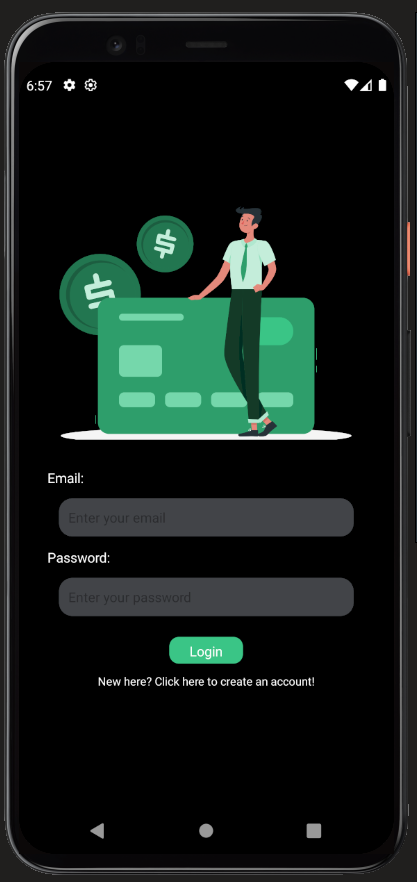 6:57
$
$
Email:
Enter your email
Password:
Enter your password
Login
New here? Click here to create an account!